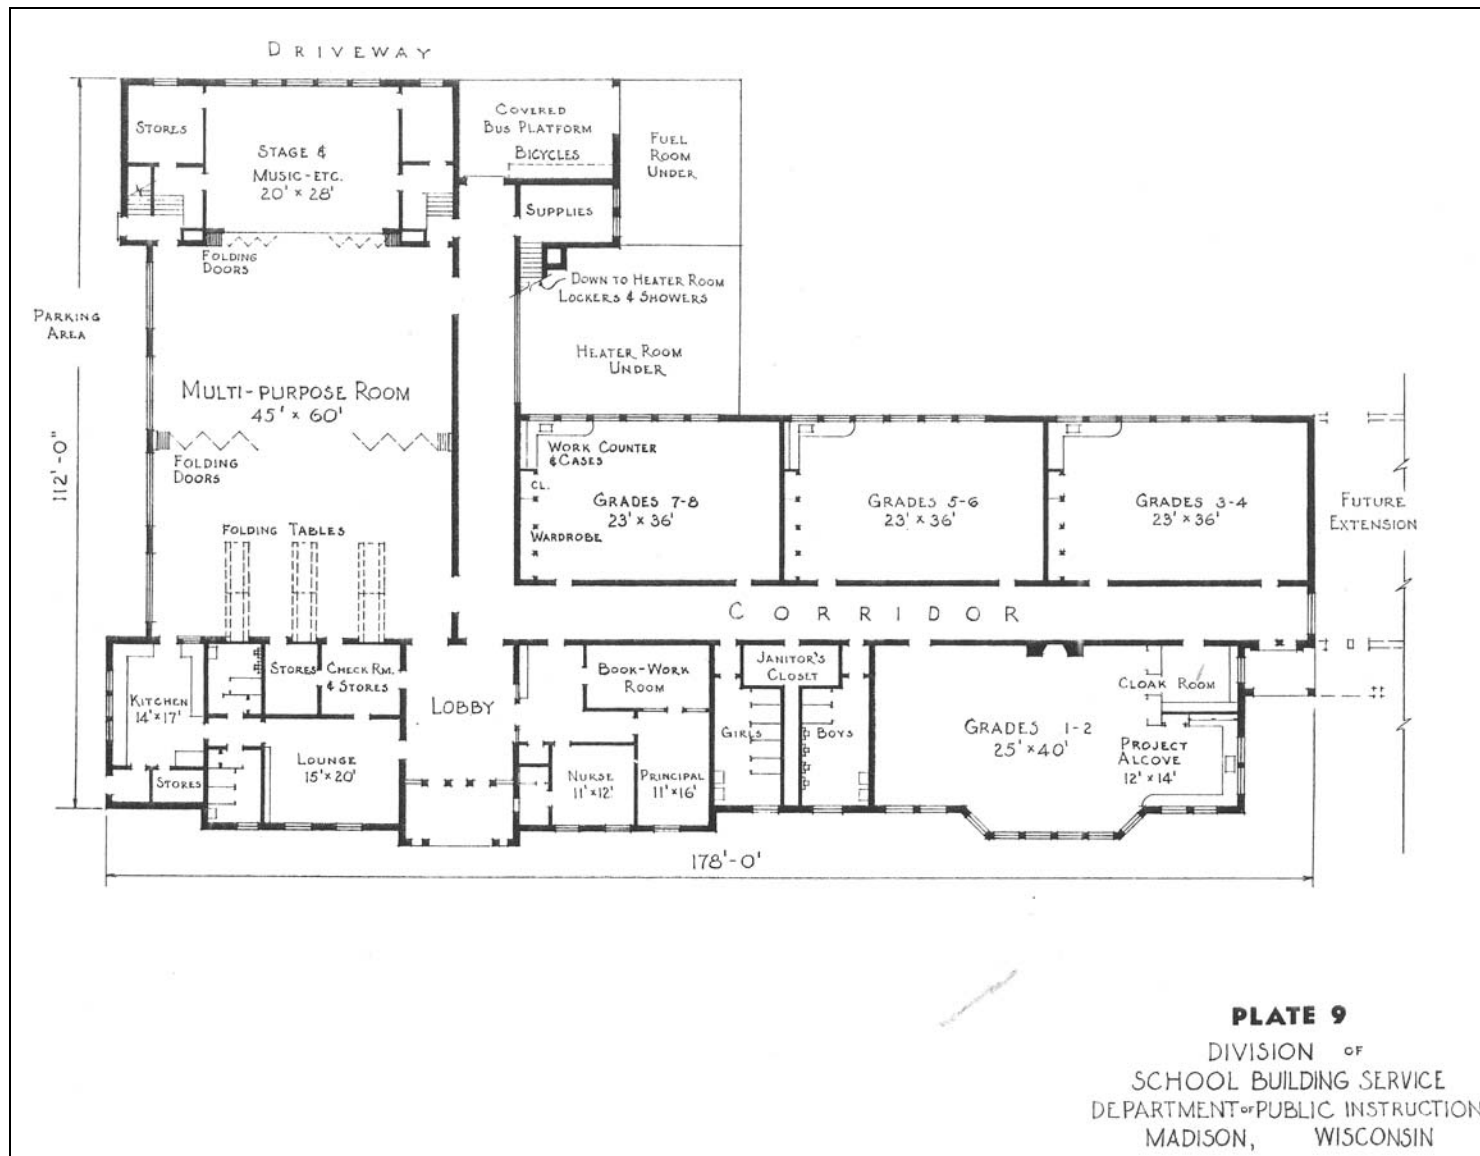 DRIVEWAY
STORES
STAGE &
MUSIC-ETC.
20' × 28'
COVERED
BUS PLATFORM
BICYCLES
FUEL
ROOM
UNDER
SUPPLIES
FOLDING
DOORS
DOWN TO HEATER ROOM
LOCKERS & SHOWERS
PARKING
AREA
HEATER ROOM
UNDER
MULTI-PURPOSE ROOM
45' × 60'
FOLDING
DOORS
112'-0"
WORK COUNTER
& CASES
CL.
WARDROBE
GRADES 7-8
23' × 36'
GRADES 5-6
23' × 36'
GRADES 3-4
23' × 36'
FUTURE
EXTENSION
FOLDING TABLES
CORRIDOR
STORES
CHECK RM.
& STORES
KITCHEN
14' × 17'
LOBBY
BOOK-WORK
ROOM
JANITOR'S
CLOSET
CLOAK ROOM
GIRLS
BOYS
GRADES 1-2
25' × 40'
PROJECT
ALCOVE
12' × 14'
LOUNGE
15' × 20'
STORES
NURSE
11' × 12'
PRINCIPAL
11' × 16'
178'-0'
PLATE 9
DIVISION OF
SCHOOL BUILDING SERVICE
DEPARTMENT OF PUBLIC INSTRUCTION
MADISON, WISCONSIN